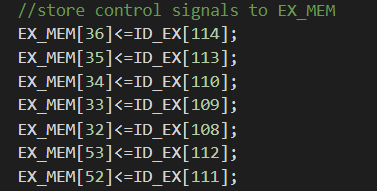 //store control signals to EX_MEM
EX_MEM[36]<=ID_EX[114];
EX_MEM[35]<=ID_EX[113];
EX_MEM[34]<=ID_EX[110];
EX_MEM[33]<=ID_EX[109];
EX_MEM[32]<=ID_EX[108];
EX_MEM[53]<=ID_EX[112];
EX_MEM[52]<=ID_EX[111];